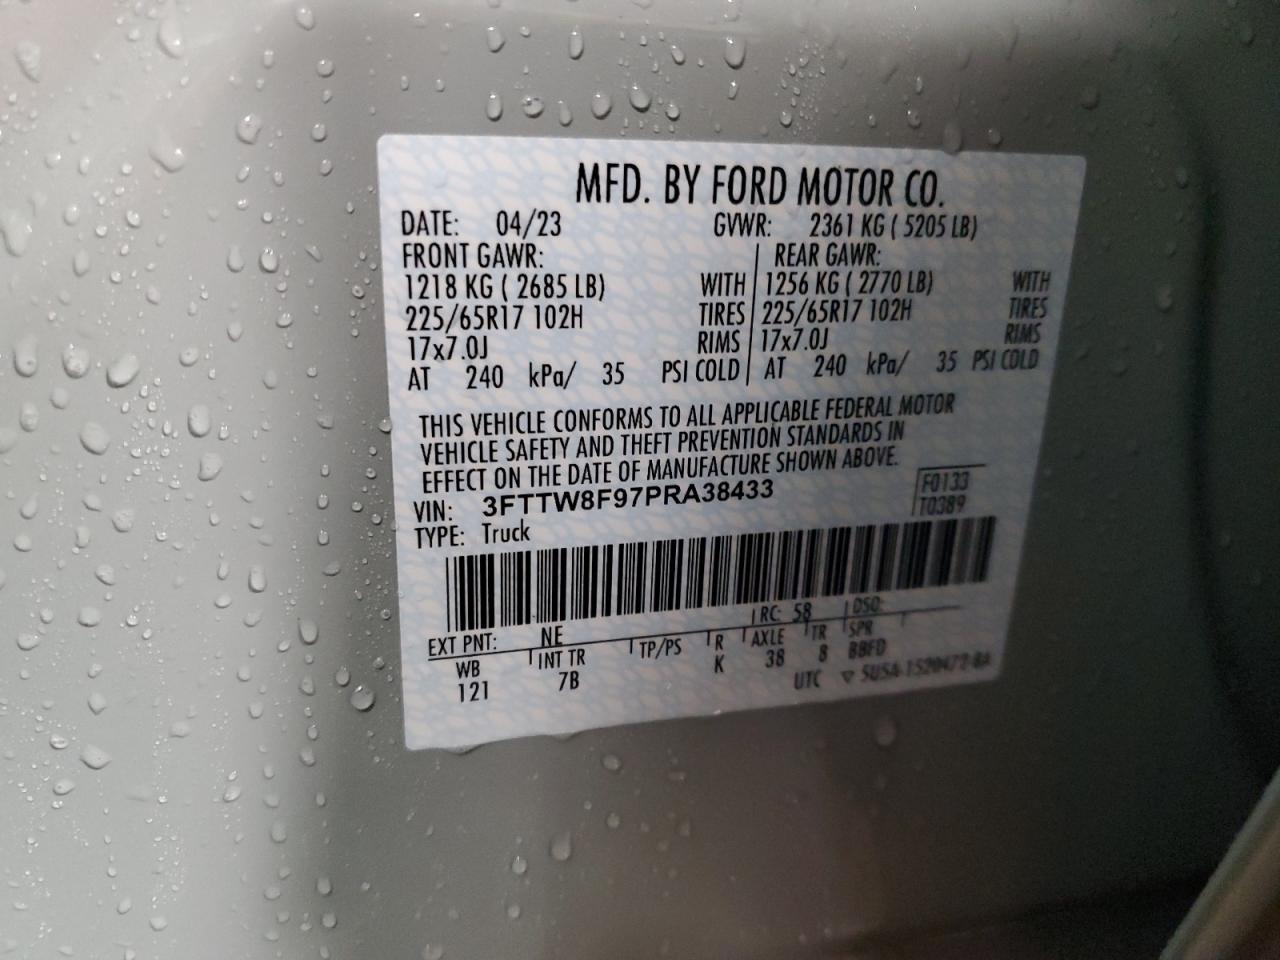 MFD. BY FORD MOTOR CO.
DATE: 04/23 GVWR: 2361 KG ( 5205 LB)
FRONT GAWR: REAR GAWR:
1218 KG ( 2685 LB) WITH 1256 KG ( 2770 LB) WITH
225/65R17 102H TIRES 225/65R17 102H TIRES
17x7.0J RIMS 17x7.0J RIMS
AT 240 kPa/ 35 PSI COLD AT 240 kPa/ 35 PSI COLD
THIS VEHICLE CONFORMS TO ALL APPLICABLE FEDERAL MOTOR
VEHICLE SAFETY AND THEFT PREVENTION STANDARDS IN
EFFECT ON THE DATE OF MANUFACTURE SHOWN ABOVE.
F0133
VIN: 3FTTW8F97PRA38433
T0389
TYPE: Truck
EXT PNT: NE RC: 58 DSO:
WB INT TR TP/PS R AXLE TR SPR
121 7B K 38 8 BBFD
UTC ▽ 5U5A-1520472-BA